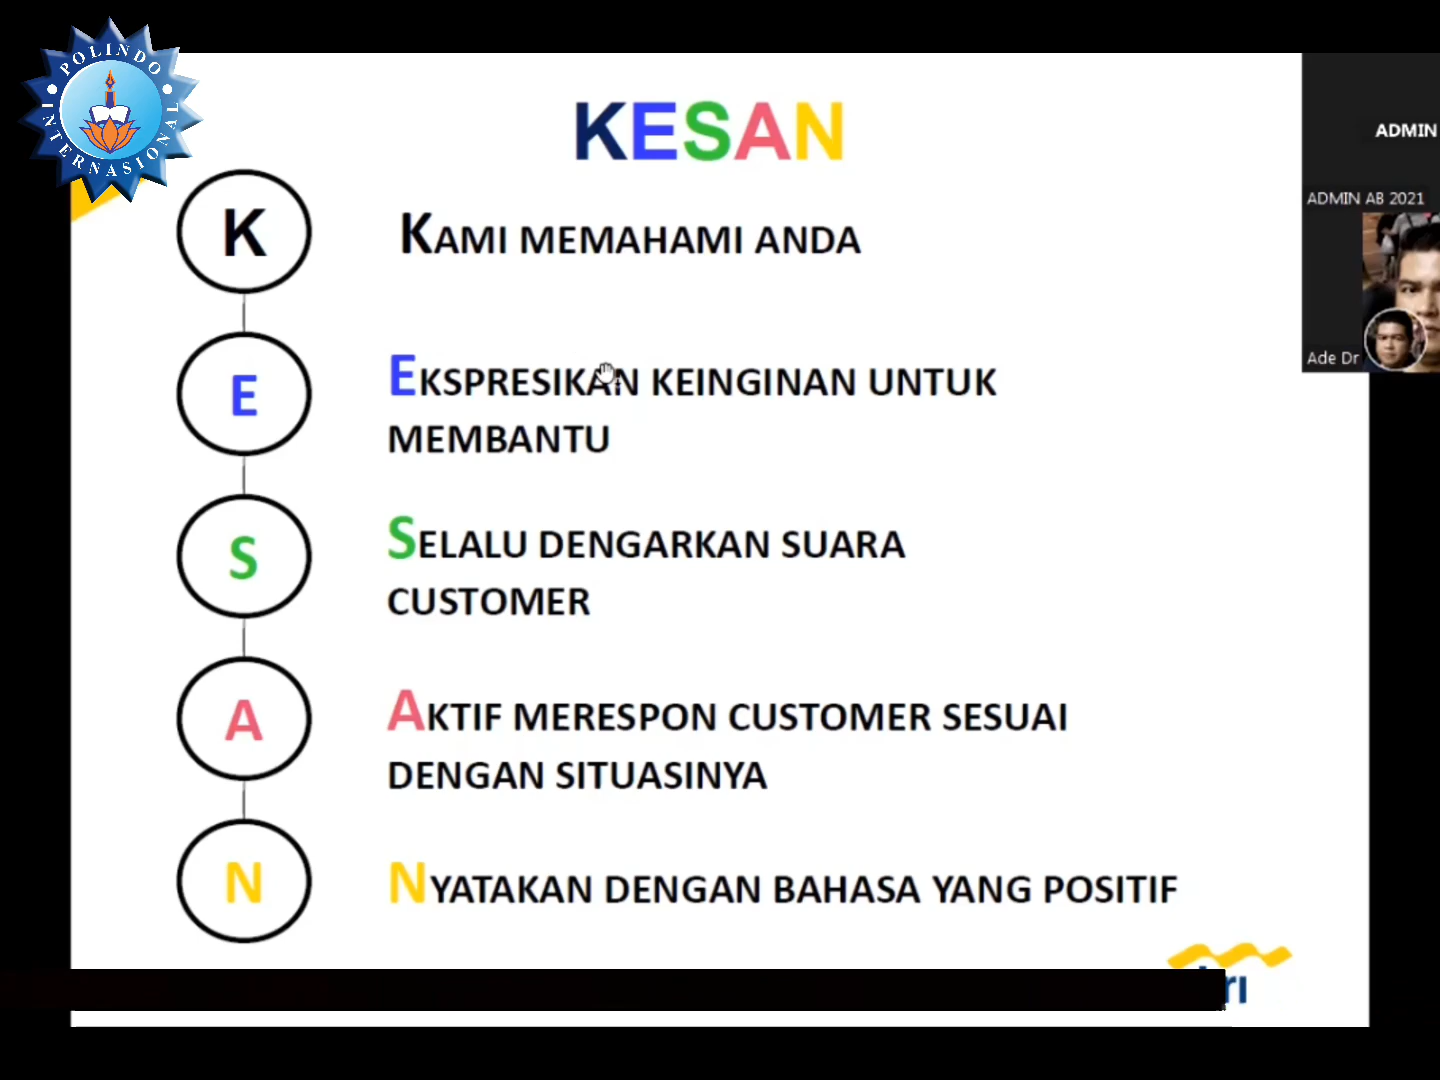 POLINDO
INTERNASIONAL
KESAN
K
KAMI MEMAHAMI ANDA
E
EKSPRESIKAN KEINGINAN UNTUK
MEMBANTU
S
SELALU DENGARKAN SUARA
CUSTOMER
A
AKTIF MERESPON CUSTOMER SESUAI
DENGAN SITUASINYA
N
NYATAKAN DENGAN BAHASA YANG POSITIF
ADMIN
ADMIN AB 2021
Ade Dr